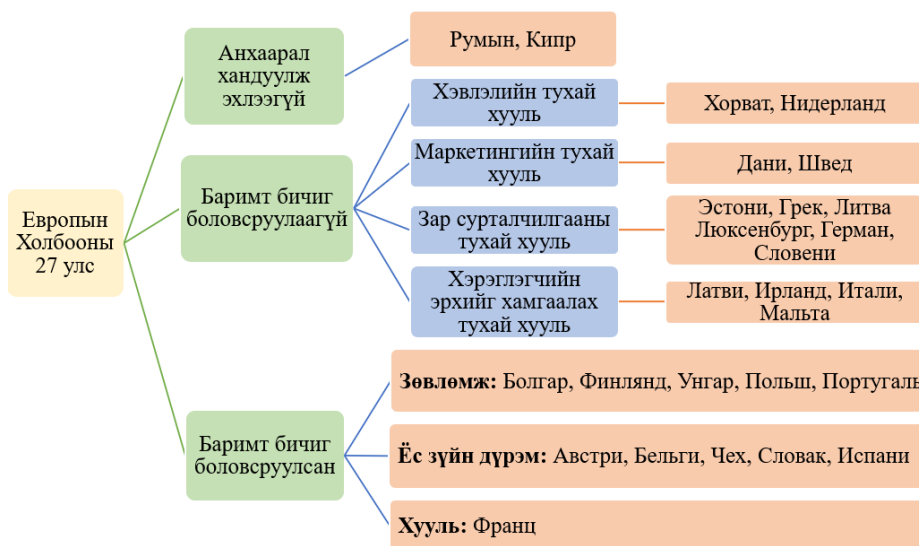 Европын
Холбооны
27 улс
Анхаарал
хандуулж
эхлээгүй
Румын, Кипр
Баримт бичиг
боловсруулаагүй
Хэвлэлийн тухай
хууль
Хорват, Нидерланд
Маркетингийн тухай
хууль
Дани, Швед
Зар сурталчилгааны
тухай хууль
Эстони, Грек, Литва
Люксенбург, Герман,
Словени
Хэрэглэгчийн
эрхийг хамгаалах
тухай хууль
Латви, Ирланд, Итали,
Мальта
Баримт бичиг
боловсруулсан
Зөвлөмж: Болгар, Финлянд, Унгар, Польш, Португаль
Ёс зүйн дүрэм: Австри, Бельги, Чех, Словак, Испани
Хууль: Франц